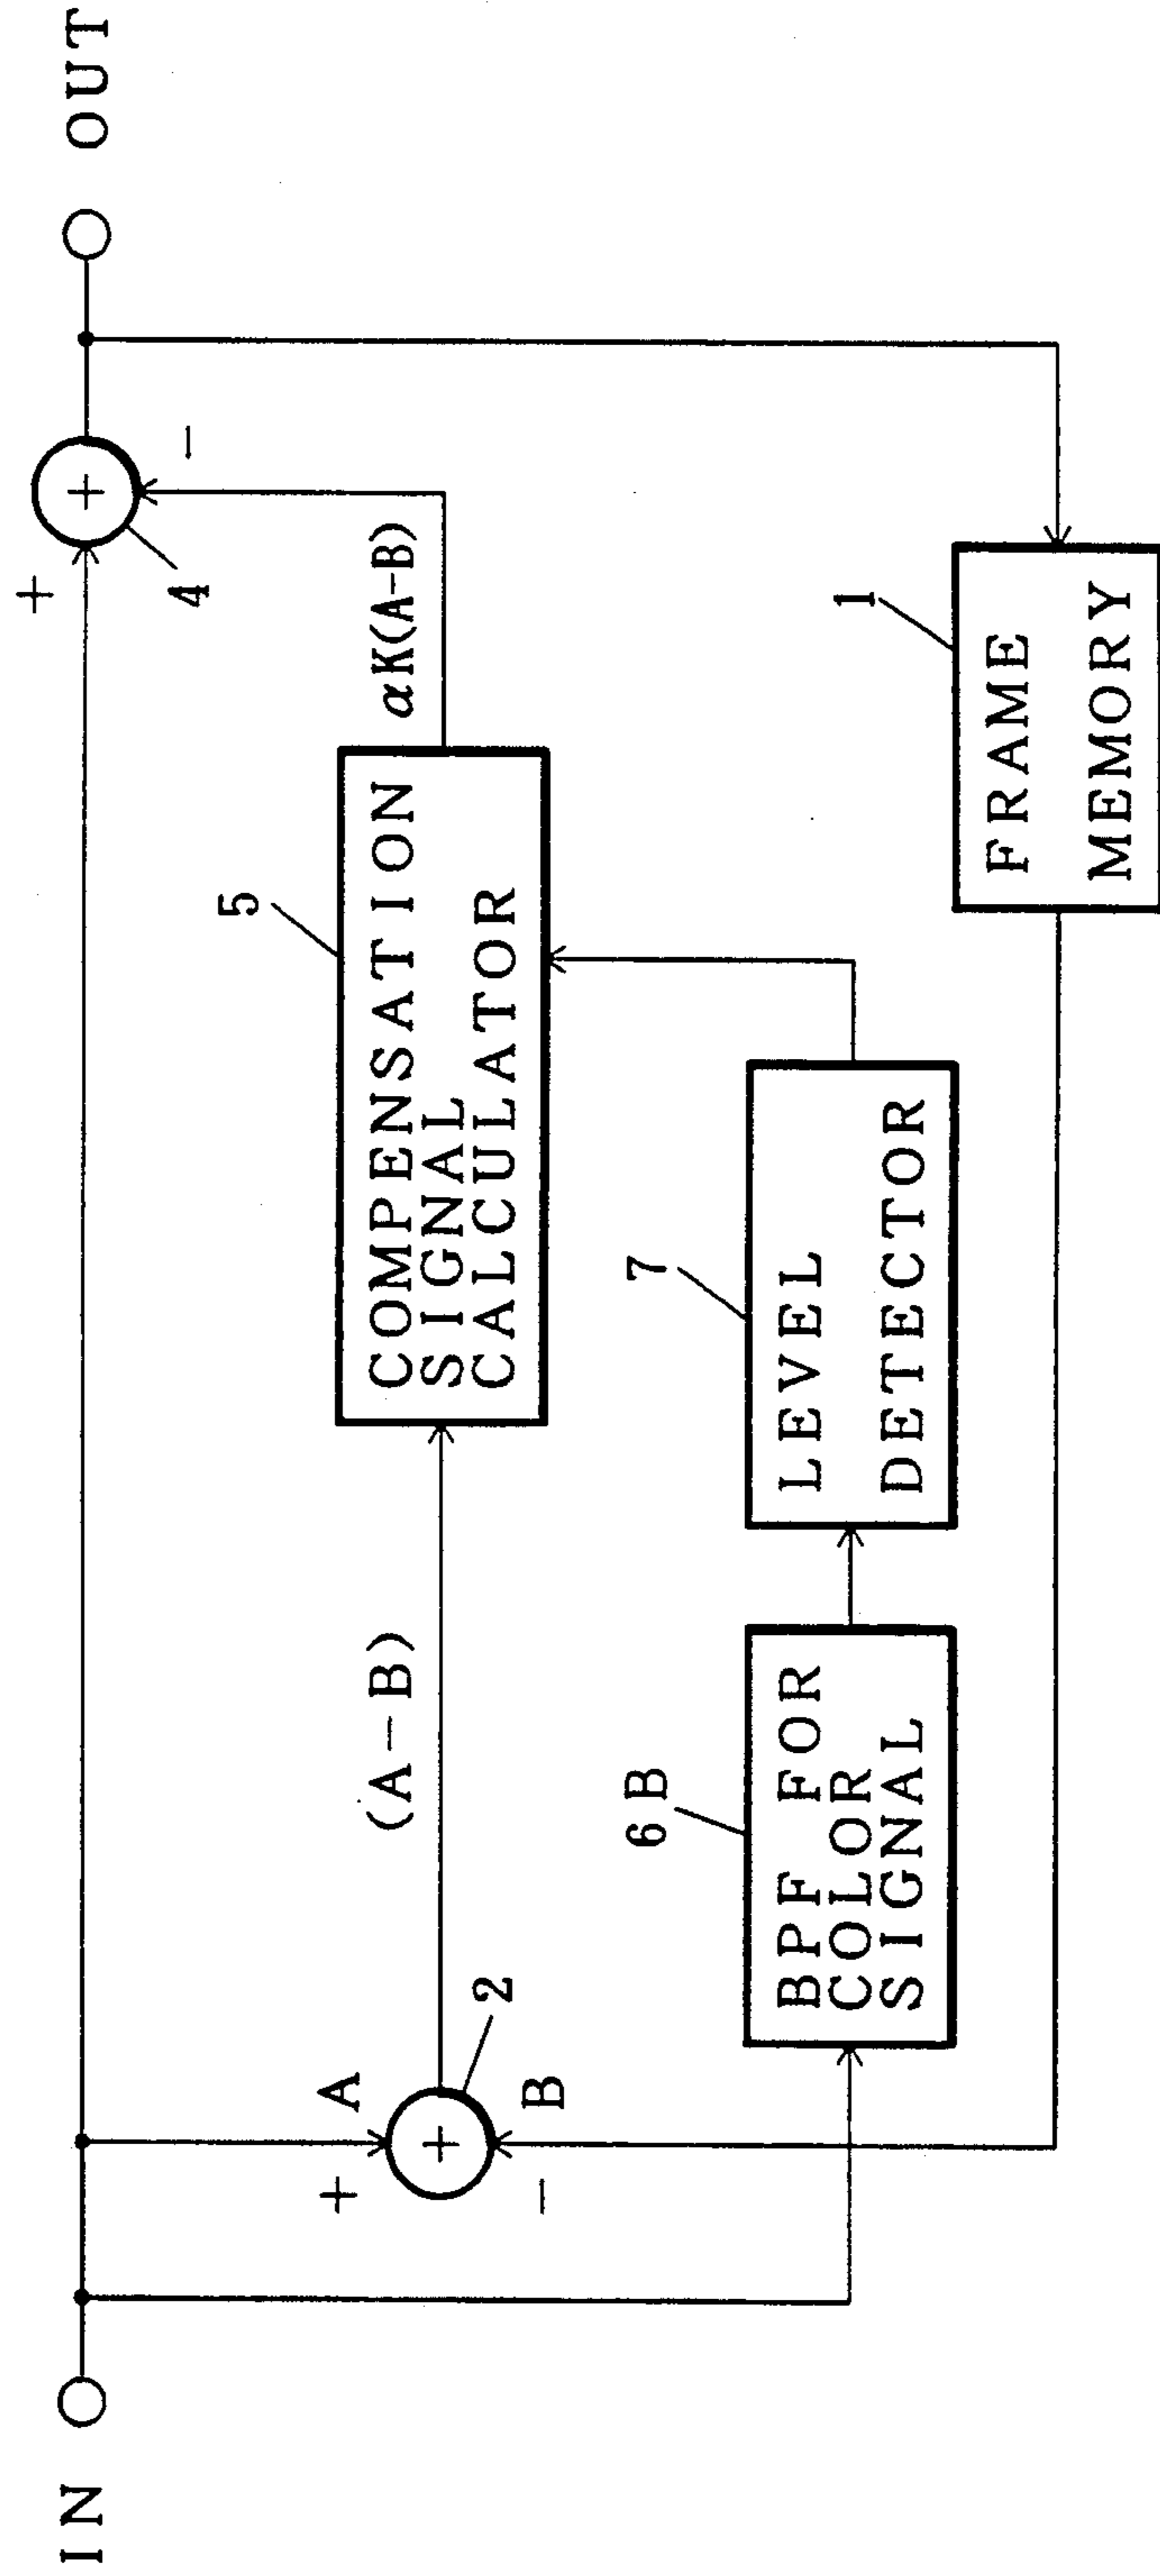 IN
OUT
+
4
+
−
5
COMPENSATION
SIGNAL
CALCULATOR
αK(A−B)
(A−B)
A
+
+
2
B
−
6B
BPF FOR
COLOR
SIGNAL
7
LEVEL
DETECTOR
1
FRAME
MEMORY